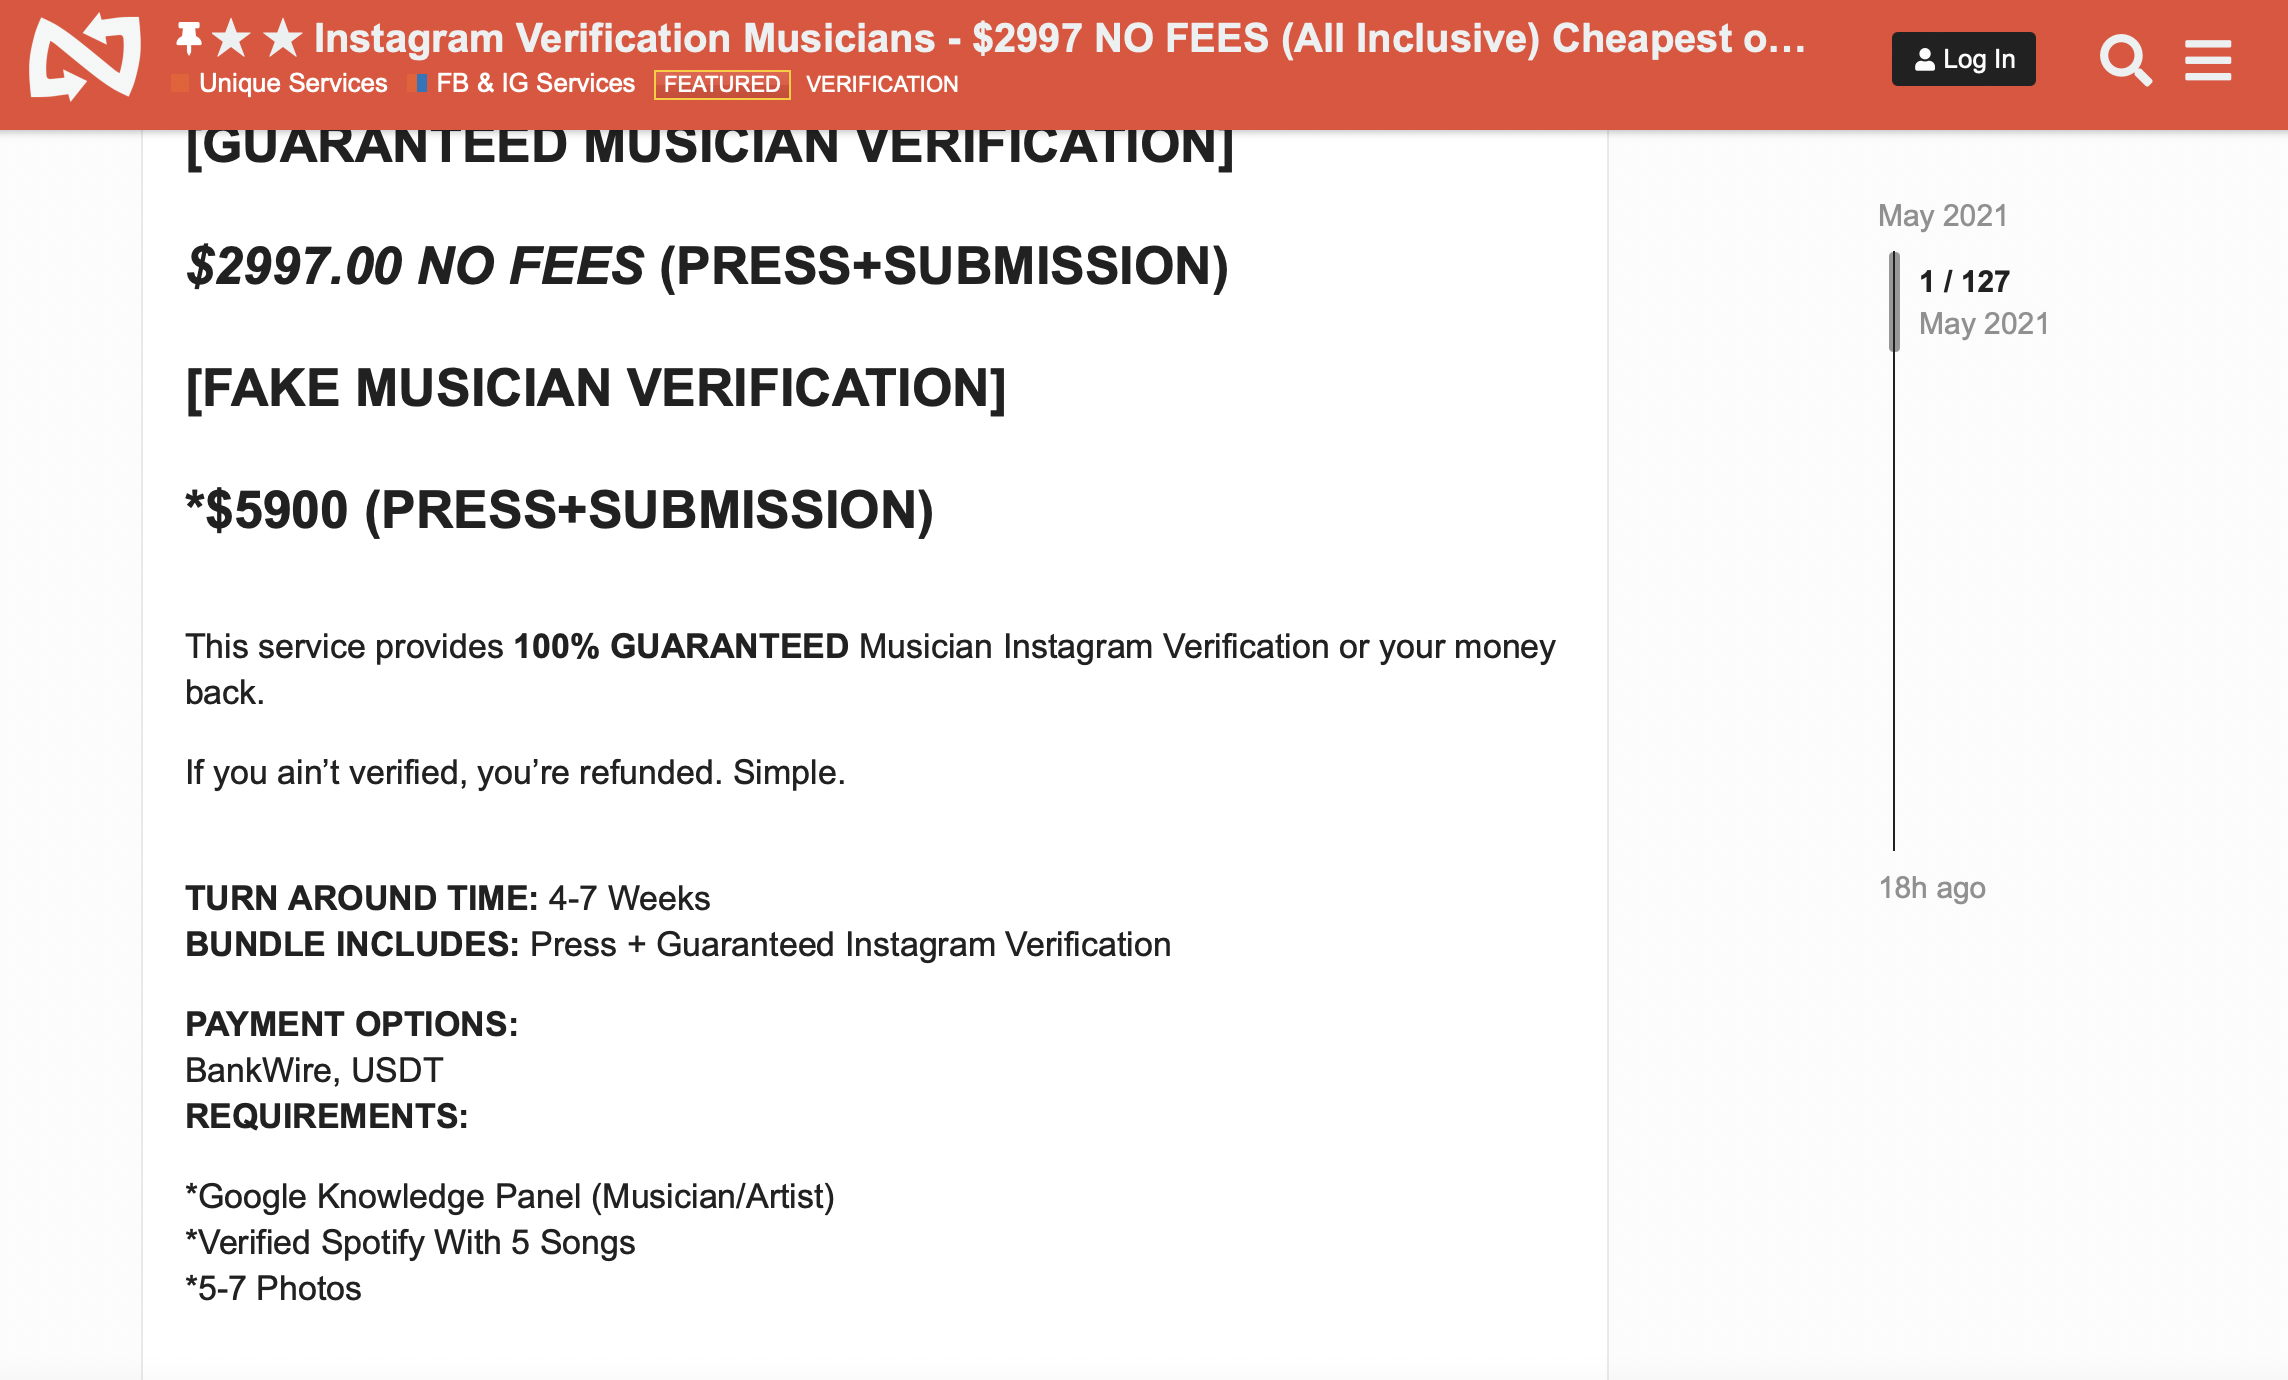 Instagram Verification Musicians - $2997 NO FEES (All Inclusive) Cheapest o...
Unique Services FB & IG Services FEATURED VERIFICATION
Log In
[GUARANTEED MUSICIAN VERIFICATION]
$2997.00 NO FEES (PRESS+SUBMISSION)
[FAKE MUSICIAN VERIFICATION]
*$5900 (PRESS+SUBMISSION)
This service provides 100% GUARANTEED Musician Instagram Verification or your money
back.
If you ain’t verified, you’re refunded. Simple.
TURN AROUND TIME: 4-7 Weeks
BUNDLE INCLUDES: Press + Guaranteed Instagram Verification
PAYMENT OPTIONS:
BankWire, USDT
REQUIREMENTS:
*Google Knowledge Panel (Musician/Artist)
*Verified Spotify With 5 Songs
*5-7 Photos
May 2021
1 / 127
May 2021
18h ago